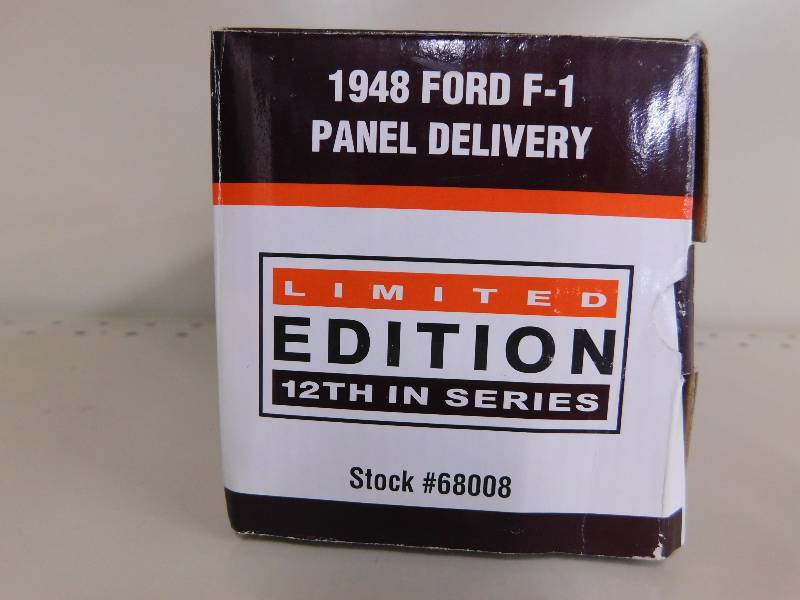 1948 FORD F-1
PANEL DELIVERY
LIMITED
EDITION
12TH IN SERIES
Stock #68008